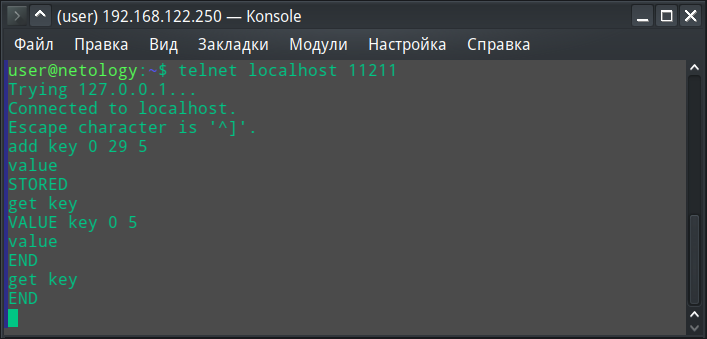 (user) 192.168.122.250 — Konsole
Файл Правка Вид Закладки Модули Настройка Справка
user@netology:~$ telnet localhost 11211
Trying 127.0.0.1...
Connected to localhost.
Escape character is '^]'.
add key 0 29 5
value
STORED
get key
VALUE key 0 5
value
END
get key
END